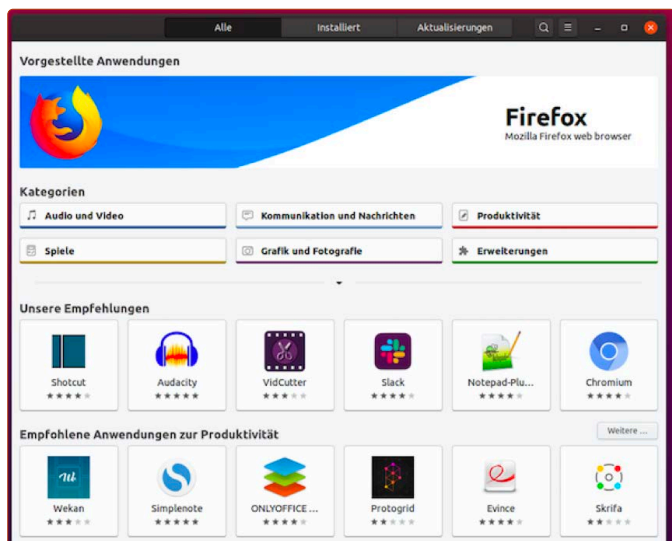 Alle Installiert Aktualisierungen
Vorgestellte Anwendungen
Firefox
Mozilla Firefox web browser
Kategorien
Audio und Video Kommunikation und Nachrichten Produktivität
Spiele Grafik und Fotografie Erweiterungen
Unsere Empfehlungen
Shotcut Audacity VidCutter Slack Notepad-Plu... Chromium
Empfohlene Anwendungen zur Produktivität Weitere ...
Wekan Simplenote ONLYOFFICE ... Protogrid Evince Skrifa